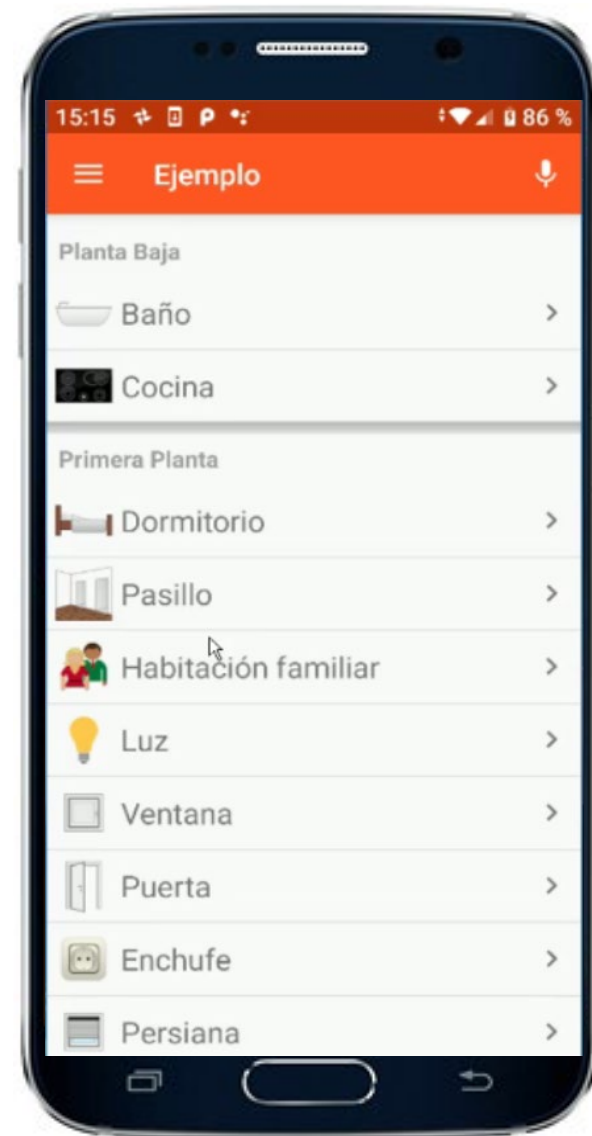 15:15 86 %
Ejemplo
Planta Baja
Baño
Cocina
Primera Planta
Dormitorio
Pasillo
Habitación familiar
Luz
Ventana
Puerta
Enchufe
Persiana